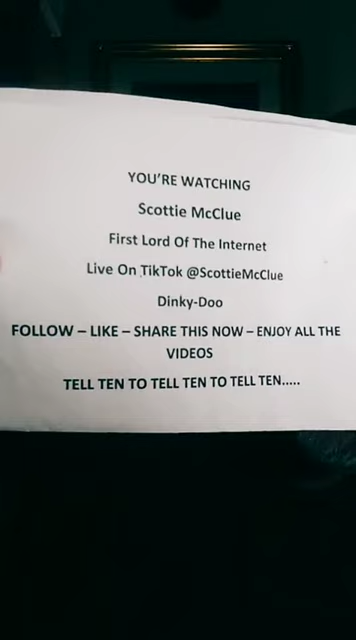 YOU'RE WATCHING
Scottie McClue
First Lord Of The Internet
Live On TikTok @ScottieMcClue
Dinky-Doo
FOLLOW – LIKE – SHARE THIS NOW – ENJOY ALL THE
VIDEOS
TELL TEN TO TELL TEN TO TELL TEN.....